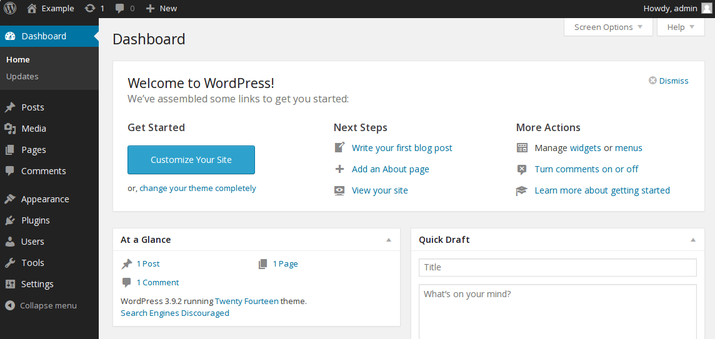 Example 1 0 New Howdy, admin
Dashboard
Home
Updates
Posts
Media
Pages
Comments
Appearance
Plugins
Users
Tools
Settings
Collapse menu
Screen Options Help
Dashboard
Welcome to WordPress!
We've assembled some links to get you started:
Dismiss
Get Started
Customize Your Site
or, change your theme completely
Next Steps
Write your first blog post
Add an About page
View your site
More Actions
Manage widgets or menus
Turn comments on or off
Learn more about getting started
At a Glance
1 Post 1 Page
1 Comment
WordPress 3.9.2 running Twenty Fourteen theme.
Search Engines Discouraged
Quick Draft
Title
What's on your mind?